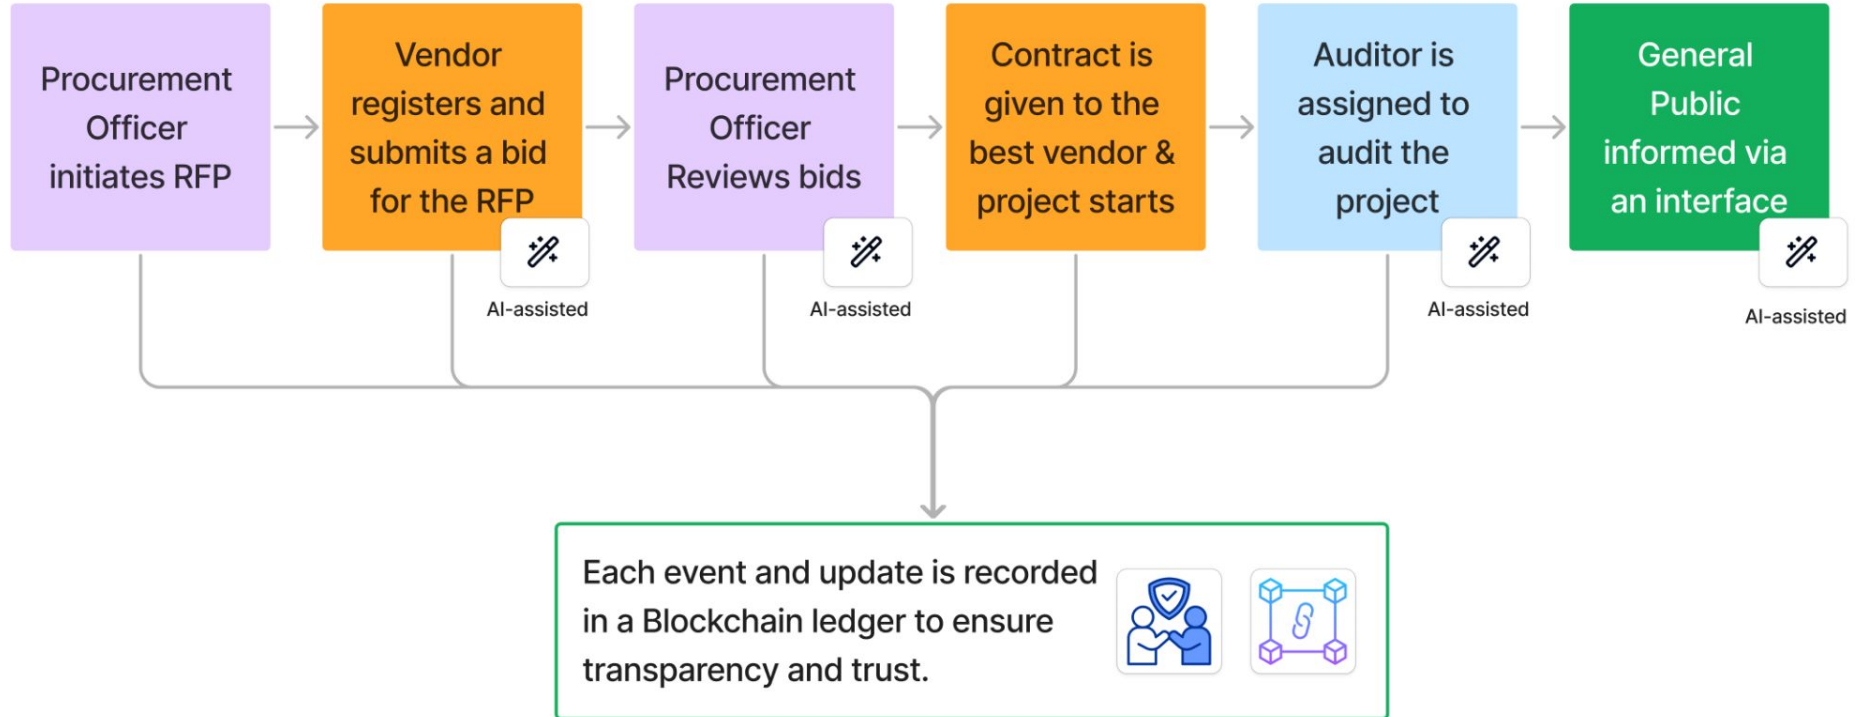 Procurement
Officer
initiates RFP
Vendor
registers and
submits a bid
for the RFP
AI-assisted
Procurement
Officer
Reviews bids
AI-assisted
Contract is
given to the
best vendor &
project starts
Auditor is
assigned to
audit the
project
AI-assisted
General
Public
informed via
an interface
AI-assisted
Each event and update is recorded
in a Blockchain ledger to ensure
transparency and trust.